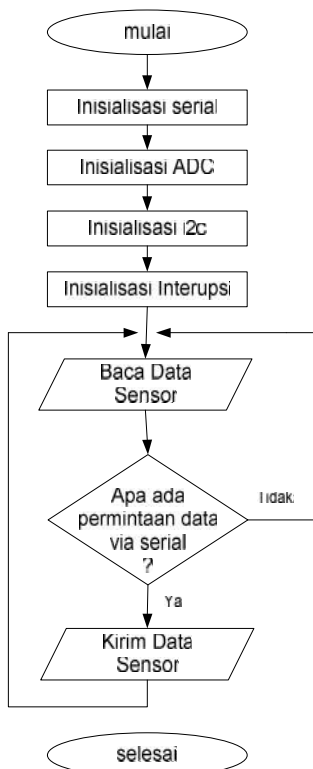 mulai
Inisialisasi serial
Inisialisasi ADC
Inisialisasi i2c
Inisialisasi Interupsi
Baca Data
Sensor
Apa ada
permintaan data
via serial
?
Tidak
Ya
Kirim Data
Sensor
selesai